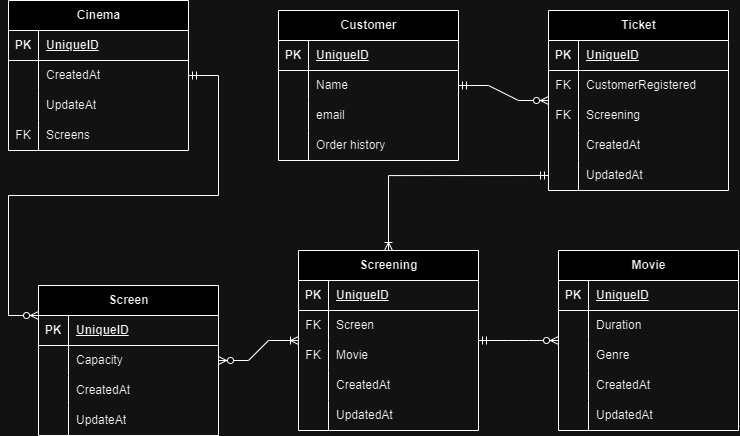 Cinema
PK UniqueID
CreatedAt
UpdateAt
FK Screens
Customer
PK UniqueID
Name
email
Order history
Ticket
PK UniqueID
FK CustomerRegistered
FK Screening
CreatedAt
UpdatedAt
Screen
PK UniqueID
Capacity
CreatedAt
UpdateAt
Screening
PK UniqueID
FK Screen
FK Movie
CreatedAt
UpdatedAt
Movie
PK UniqueID
Duration
Genre
CreatedAt
UpdatedAt